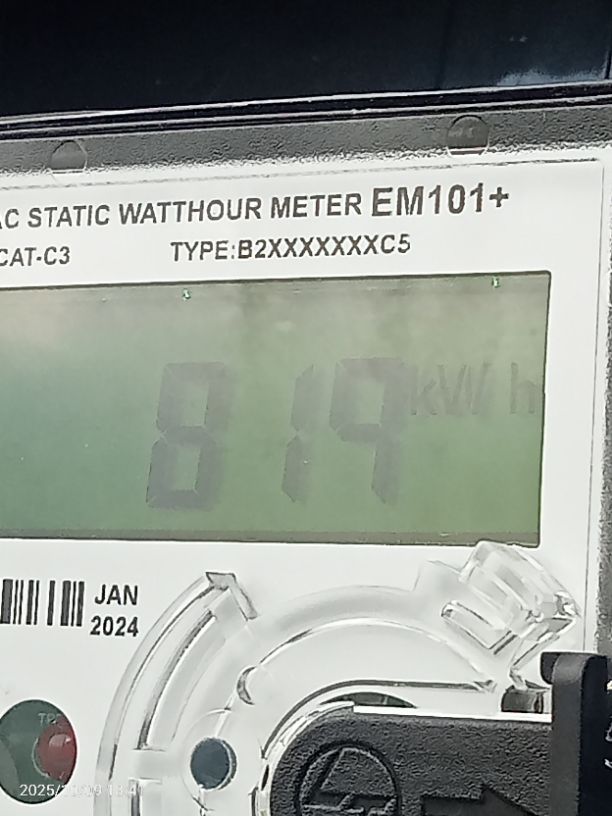 AC STATIC WATTHOUR METER EM101+
CAT-C3 TYPE:B2XXXXXXXC5
819 kWh
JAN
2024